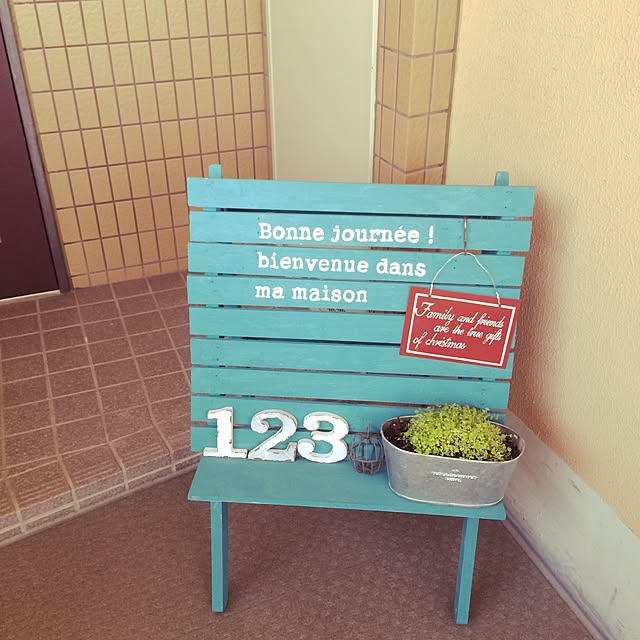 Bonne journée !
bienvenue dans
ma maison
Family and friends
are the true gifts
of christmas
123